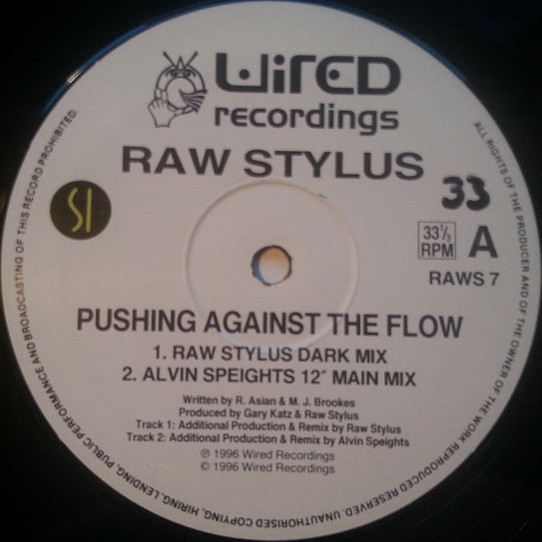 WIRED
recordings
RAW STYLUS
33
SI
33⅓
RPM
A
RAWS 7
PUSHING AGAINST THE FLOW
1. RAW STYLUS DARK MIX
2. ALVIN SPEIGHTS 12″ MAIN MIX
Written by R. Asian & M. J. Brookes
Produced by Gary Katz & Raw Stylus
Track 1: Additional Production & Remix by Raw Stylus
Track 2: Additional Production & Remix by Alvin Speights
℗ 1996 Wired Recordings
© 1996 Wired Recordings
ALL RIGHTS OF THE PRODUCER AND OF THE OWNER OF THE WORK REPRODUCED RESERVED. UNAUTHORISED COPYING, HIRING, LENDING, PUBLIC PERFORMANCE AND BROADCASTING OF THIS RECORD PROHIBITED.